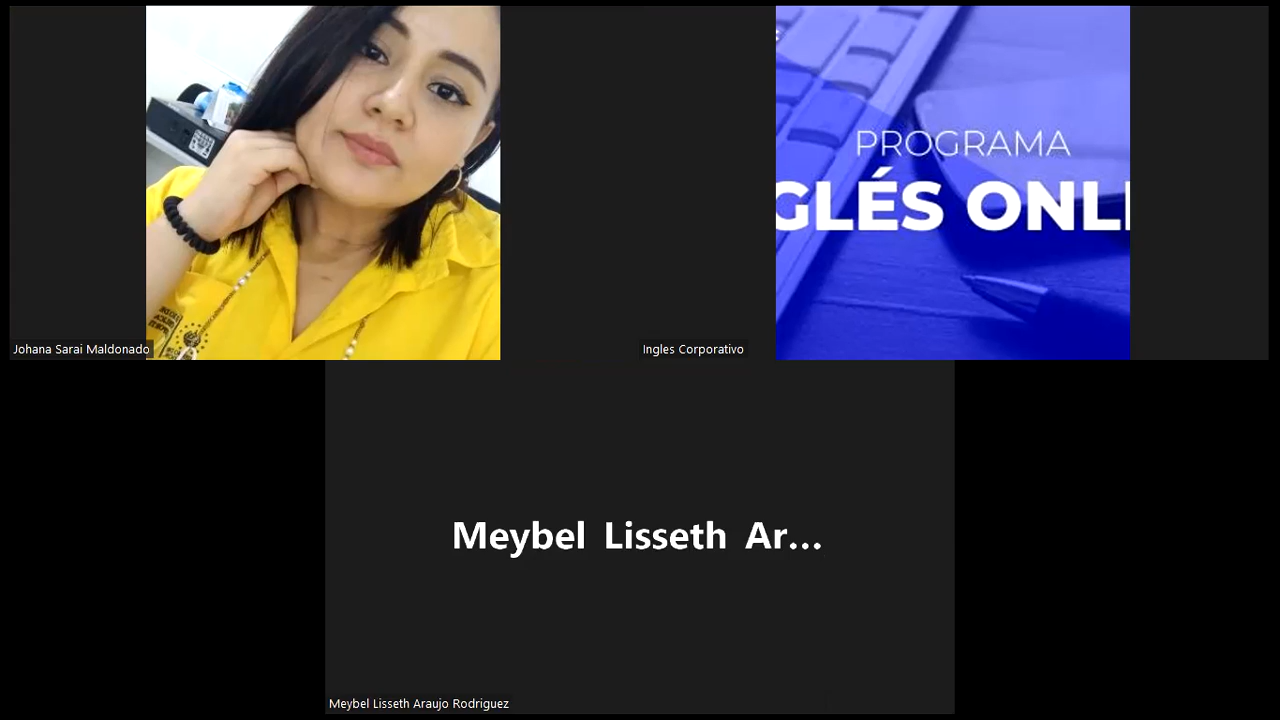 PROGRAMA
GLÉS ONLI
Johana Sarai Maldonado
Ingles Corporativo
Meybel Lisseth Ar...
Meybel Lisseth Araujo Rodriguez